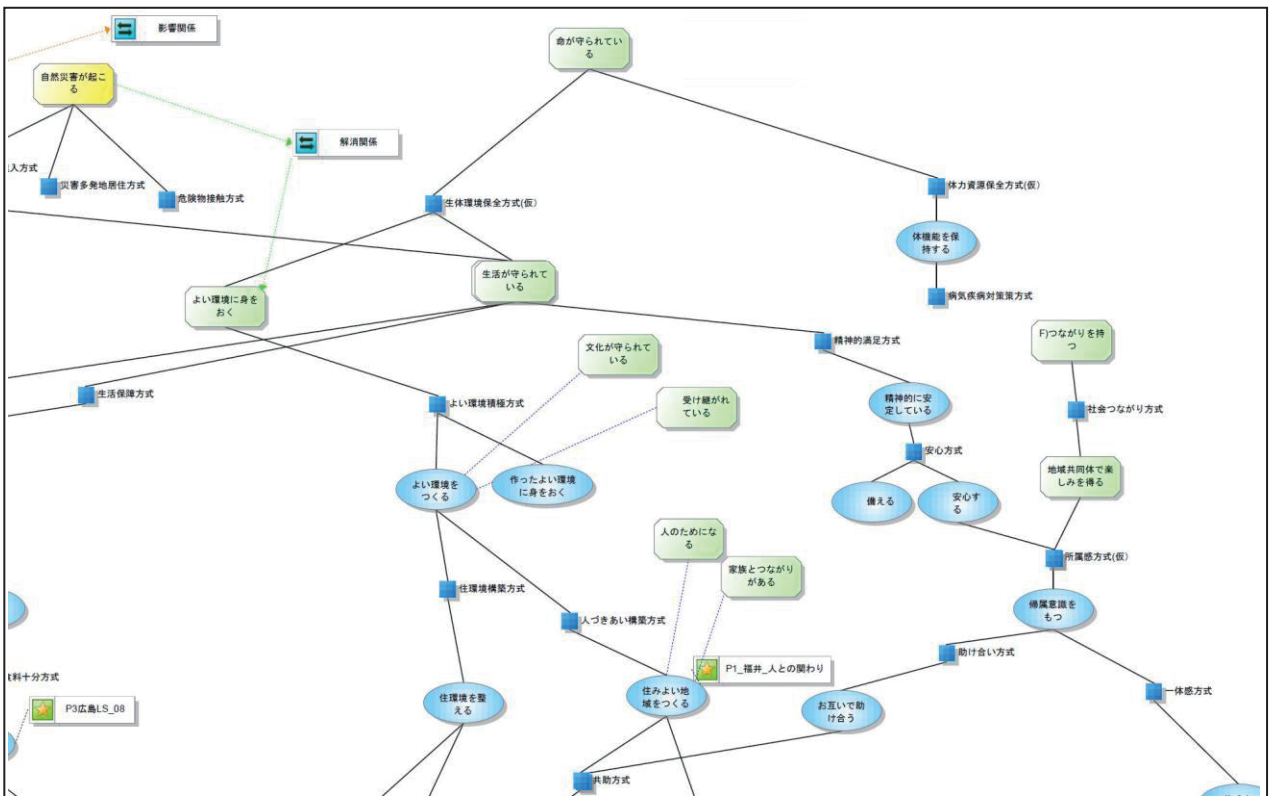 影響関係
命が守られてい
る
自然災害が起こ
る
解消関係
入方式
災害多発地居住方式
危険物接触方式
生体環境保全方式(仮)
体力資源保全方式(仮)
体機能を保
持する
病気疾病対策策方式
生活が守られて
いる
よい環境に身を
おく
精神的満足方式
F)つながりを持
つ
文化が守られて
いる
生活保障方式
よい環境積極方式
受け継がれ
ている
精神的に安
定している
社会つながり方式
安心方式
地域共同体で楽
しみを得る
よい環境を
つくる
作ったよい環境
に身をおく
備える
安心す
る
人のためにな
る
家族とつながり
がある
所属感方式(仮)
住環境構築方式
人づきあい構築方式
帰属意識を
もつ
助け合い方式
料十分方式
P1_福井_人との関わり
P3広島LS_08
住環境を整
える
住みよい地
域をつくる
お互いで助
け合う
一体感方式
共助方式